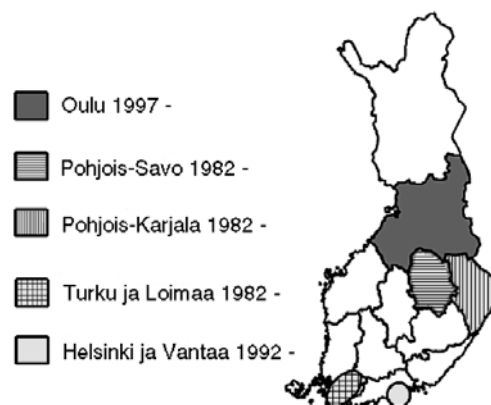 Oulu 1997 -
Pohjois-Savo 1982 -
Pohjois-Karjala 1982 -
Turku ja Loimaa 1982 -
Helsinki ja Vantaa 1992 -